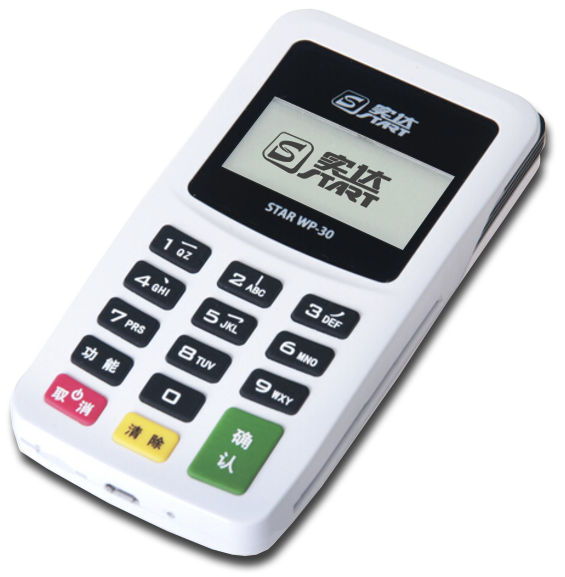 实达
START
实达
START
STAR WP-30
1 QZ
2 ABC
3 DEF
4 GHI
5 JKL
6 MNO
7 PRS
8 TUV
9 WXY
功能
0
取消
清除
确认